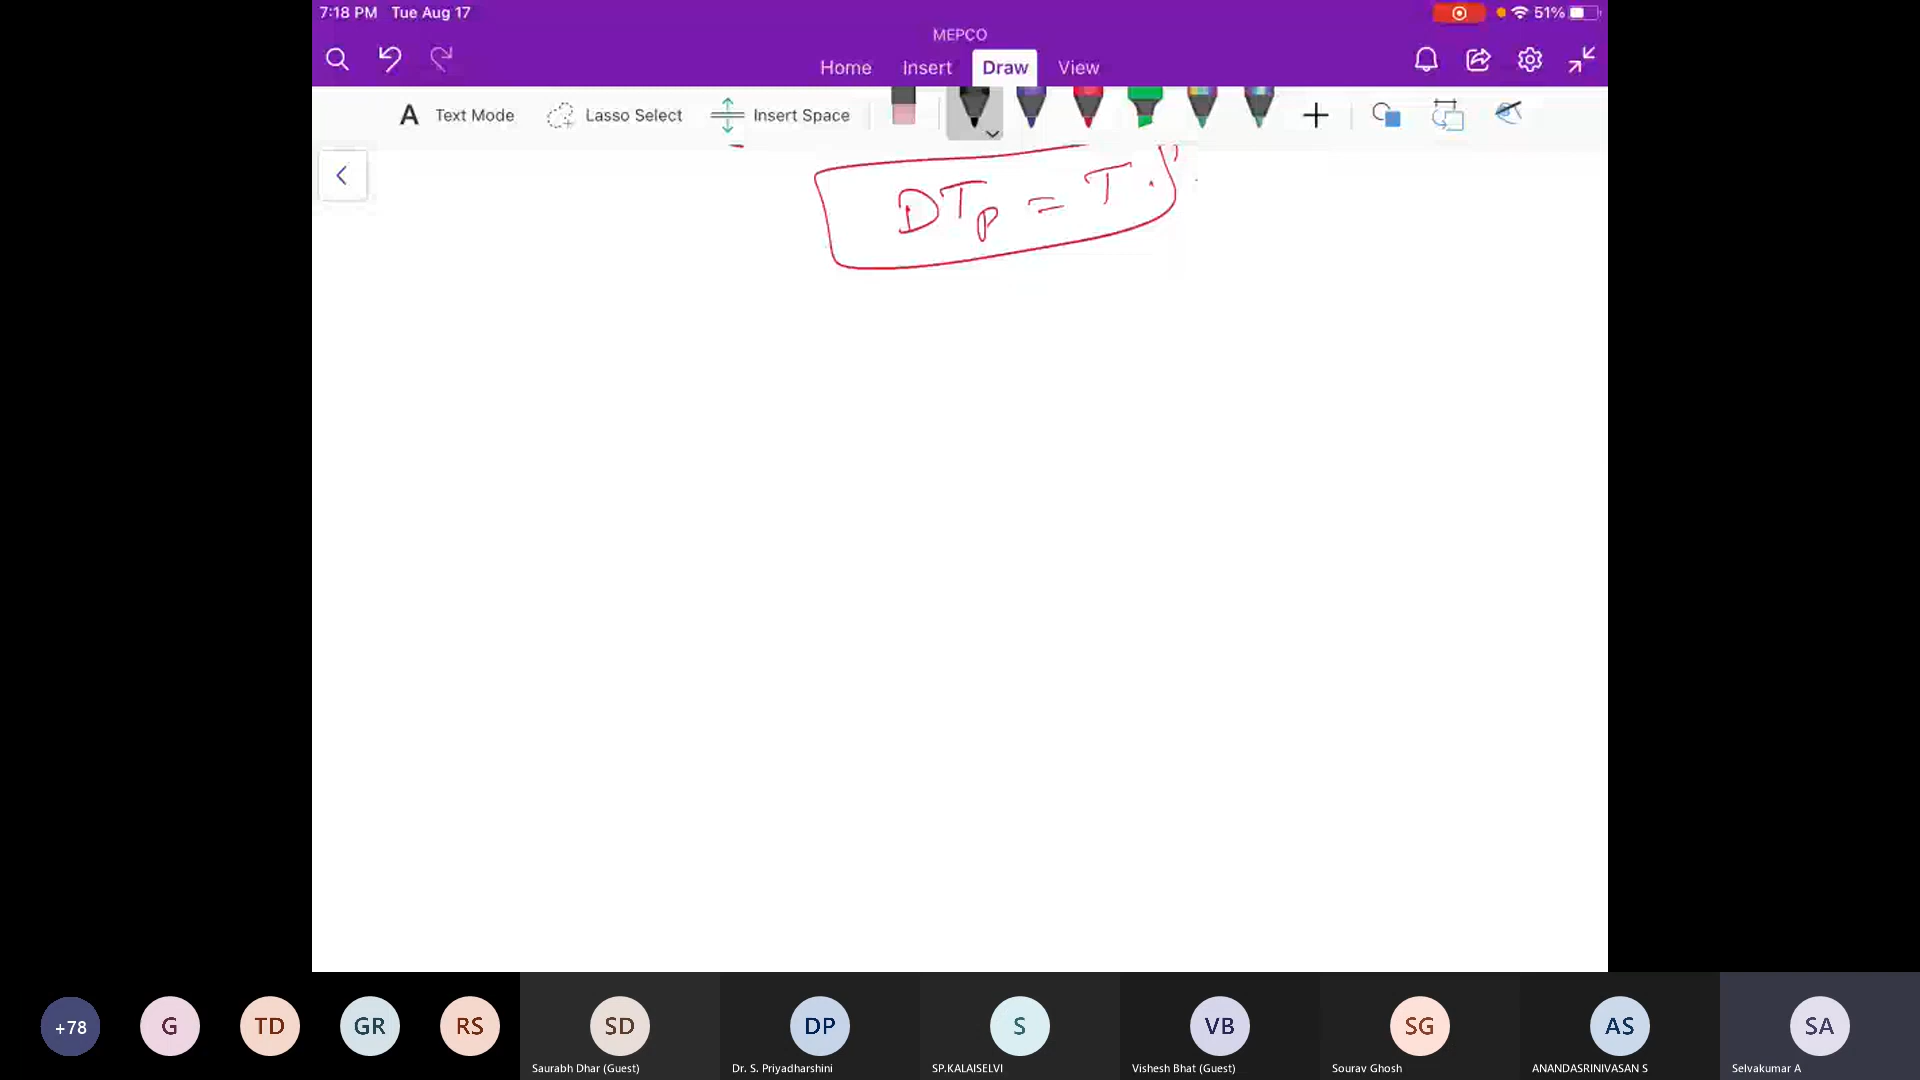 7:18 PM Tue Aug 17
51%
MEPCO
Home Insert Draw View
A Text Mode Lasso Select Insert Space
DTp = T.
+78 G TD GR RS SD DP S VB SG AS SA
Saurabh Dhar (Guest) Dr. S. Priyadharshini SP.KALAISELVI Vishesh Bhat (Guest) Sourav Ghosh ANANDASRINIVASAN S Selvakumar A